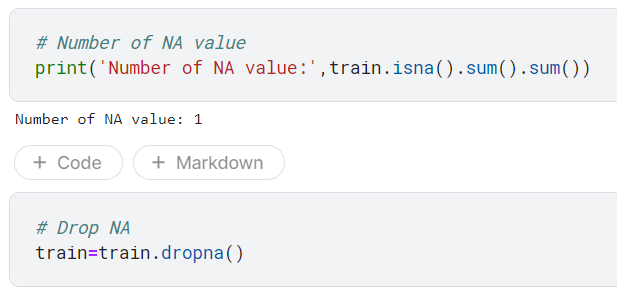 # Number of NA value
print('Number of NA value:',train.isna().sum().sum())
Number of NA value: 1
+ Code + Markdown
# Drop NA
train=train.dropna()